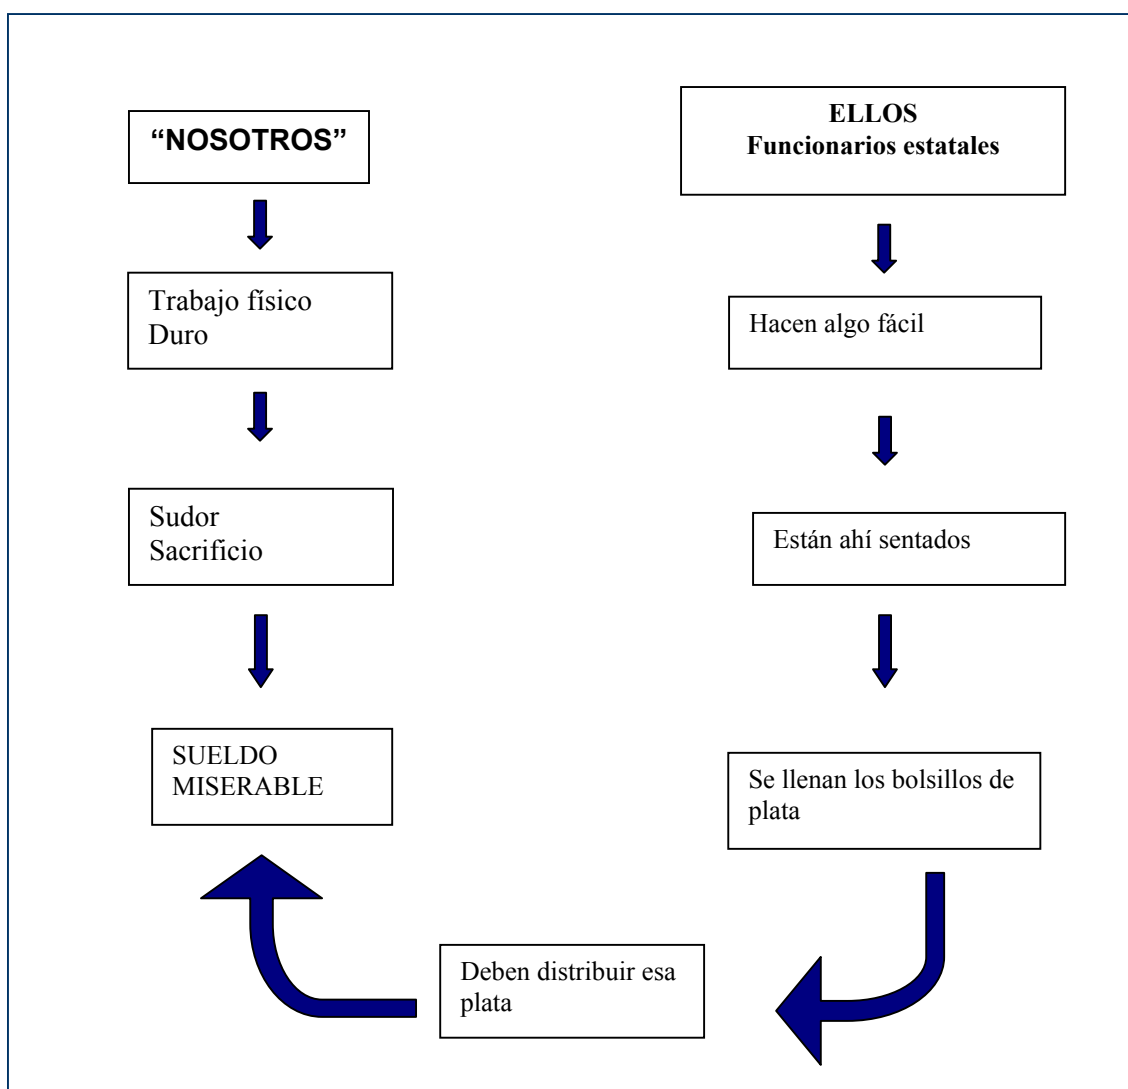 “NOSOTROS”
Trabajo físico
Duro
Sudor
Sacrificio
SUELDO
MISERABLE
ELLOS
Funcionarios estatales
Hacen algo fácil
Están ahí sentados
Se llenan los bolsillos de
plata
Deben distribuir esa
plata